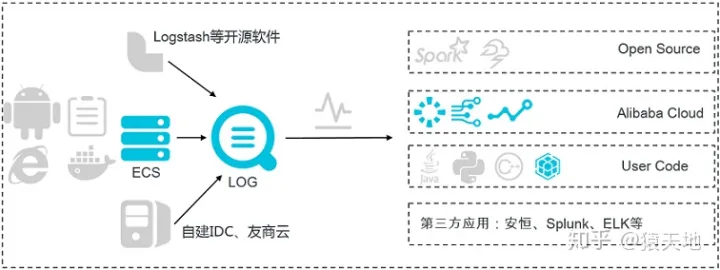 Logstash等开源软件
ECS
LOG
自建IDC、友商云
Spark
Open Source
Alibaba Cloud
Java
C++
User Code
第三方应用：安恒、Splunk、ELK等
知乎 @猿天地